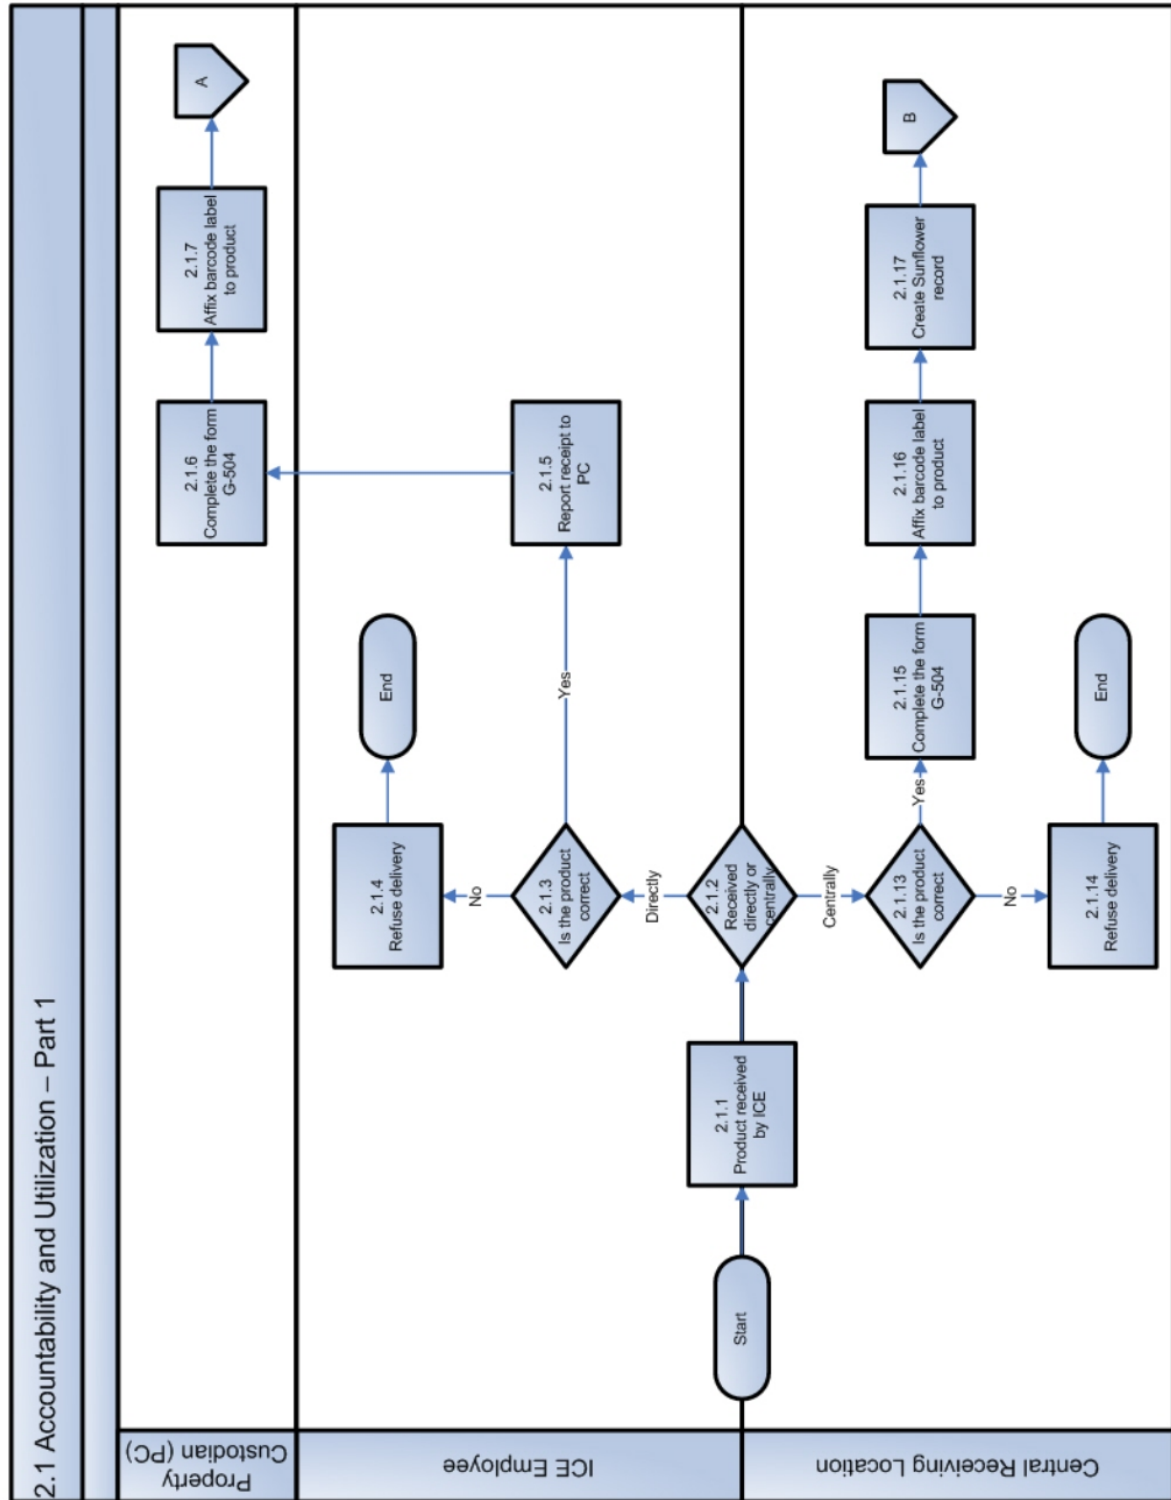 2.1 Accountability and Utilization – Part 1
Property
Custodian (PC)
2.1.6
Complete the form
G-504
2.1.7
Affix barcode label
to product
A
ICE Employee
2.1.4
Refuse delivery
End
No
2.1.3
Is the product
correct
Yes
2.1.5
Report receipt to
PC
Directly
Start
2.1.1
Product received
by ICE
2.1.2
Received
directly or
centrally
Central Receiving Location
Centrally
2.1.13
Is the product
correct
Yes
2.1.15
Complete the form
G-504
2.1.16
Affix barcode label
to product
2.1.17
Create Sunflower
record
B
No
2.1.14
Refuse delivery
End